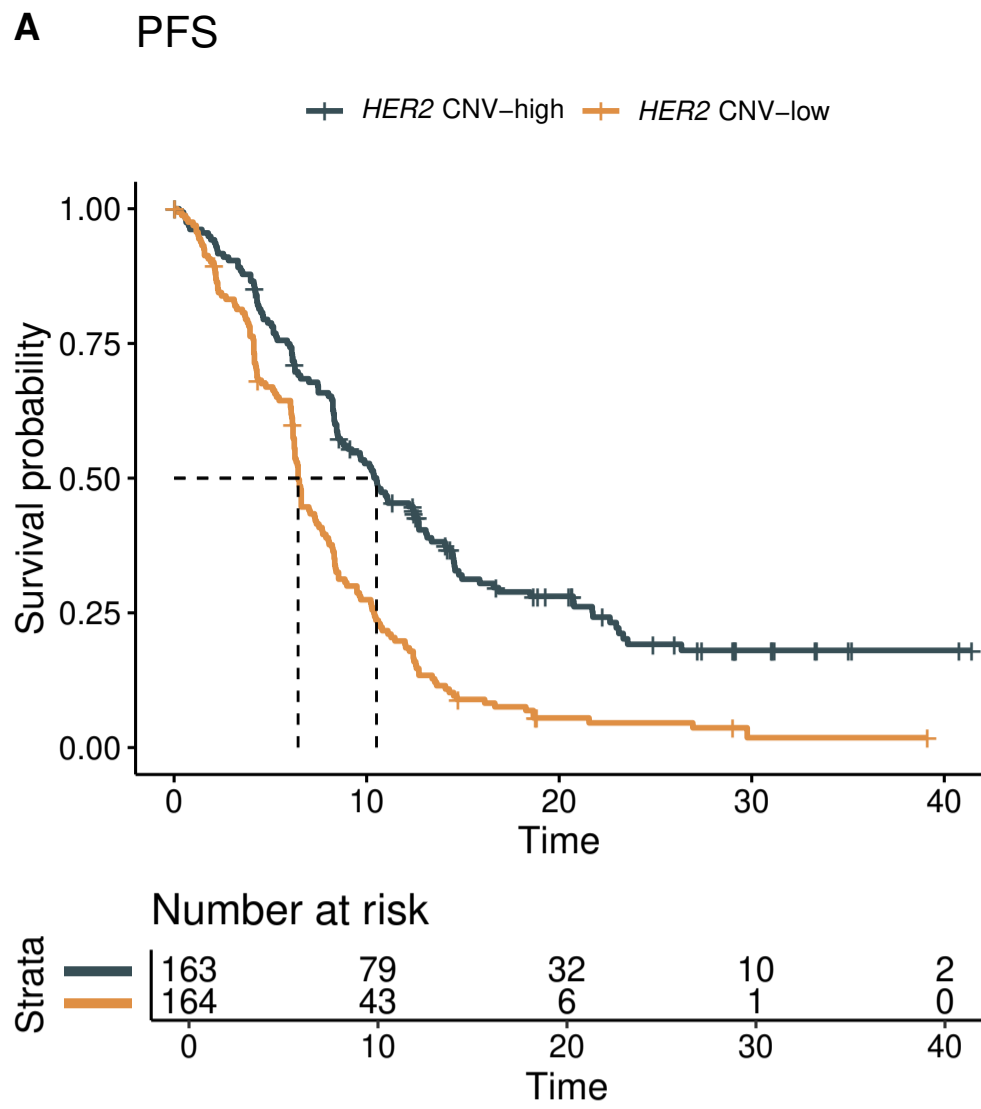 A PFS
HER2 CNV−high HER2 CNV−low
Survival probability
1.00
0.75
0.50
0.25
0.00
0 10 20 30 40
Time
Number at risk
Strata
163 79 32 10 2
164 43 6 1 0
0 10 20 30 40
Time